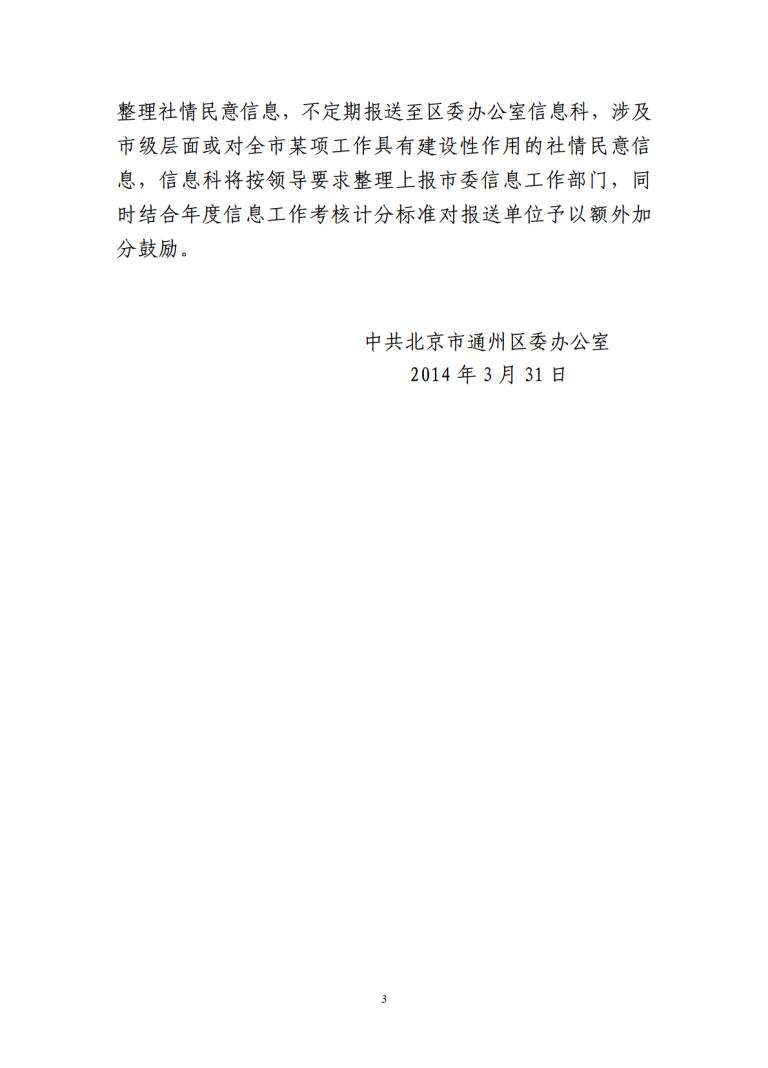 整理社情民意信息，不定期报送至区委办公室信息科，涉及
市级层面或对全市某项工作具有建设性作用的社情民意信
息，信息科将按领导要求整理上报市委信息工作部门，同
时结合年度信息工作考核计分标准对报送单位予以额外加
分鼓励。
中共北京市通州区委办公室
2014 年 3 月 31 日
3